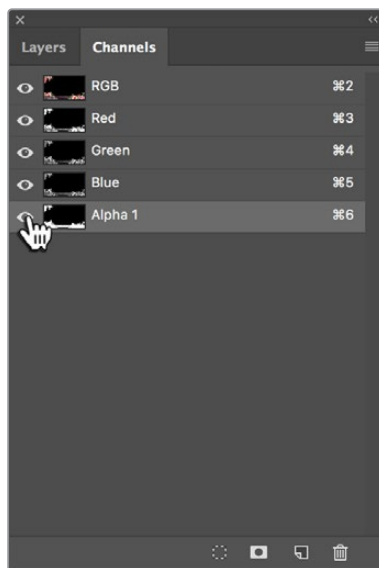 Layers Channels
RGB ⌘2
Red ⌘3
Green ⌘4
Blue ⌘5
Alpha 1 ⌘6